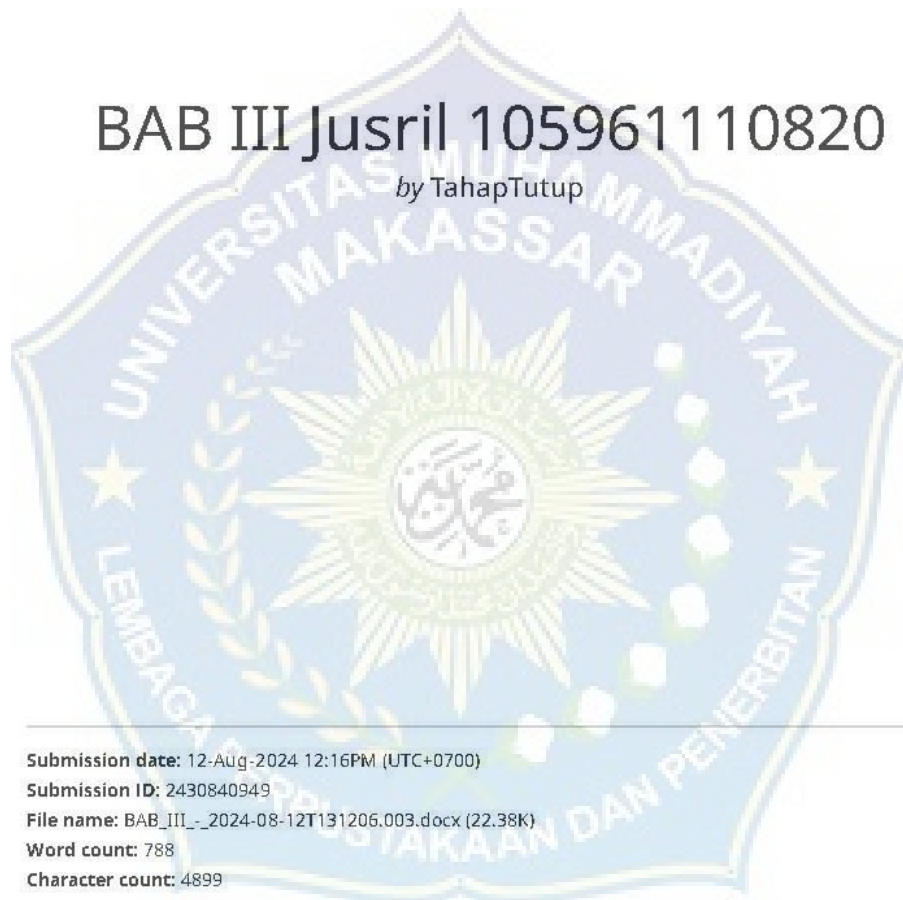 BAB III Jusril 105961110820
by TahapTutup
UNIVERSITAS MUHAMMADIYAH
MAKASSAR
محمد
LEMBAGA PERPUSTAKAAN DAN PENERBITAN
Submission date: 12-Aug-2024 12:16PM (UTC+0700)
Submission ID: 2430840949
File name: BAB_III_-_2024-08-12T131206.003.docx (22.38K)
Word count: 788
Character count: 4899